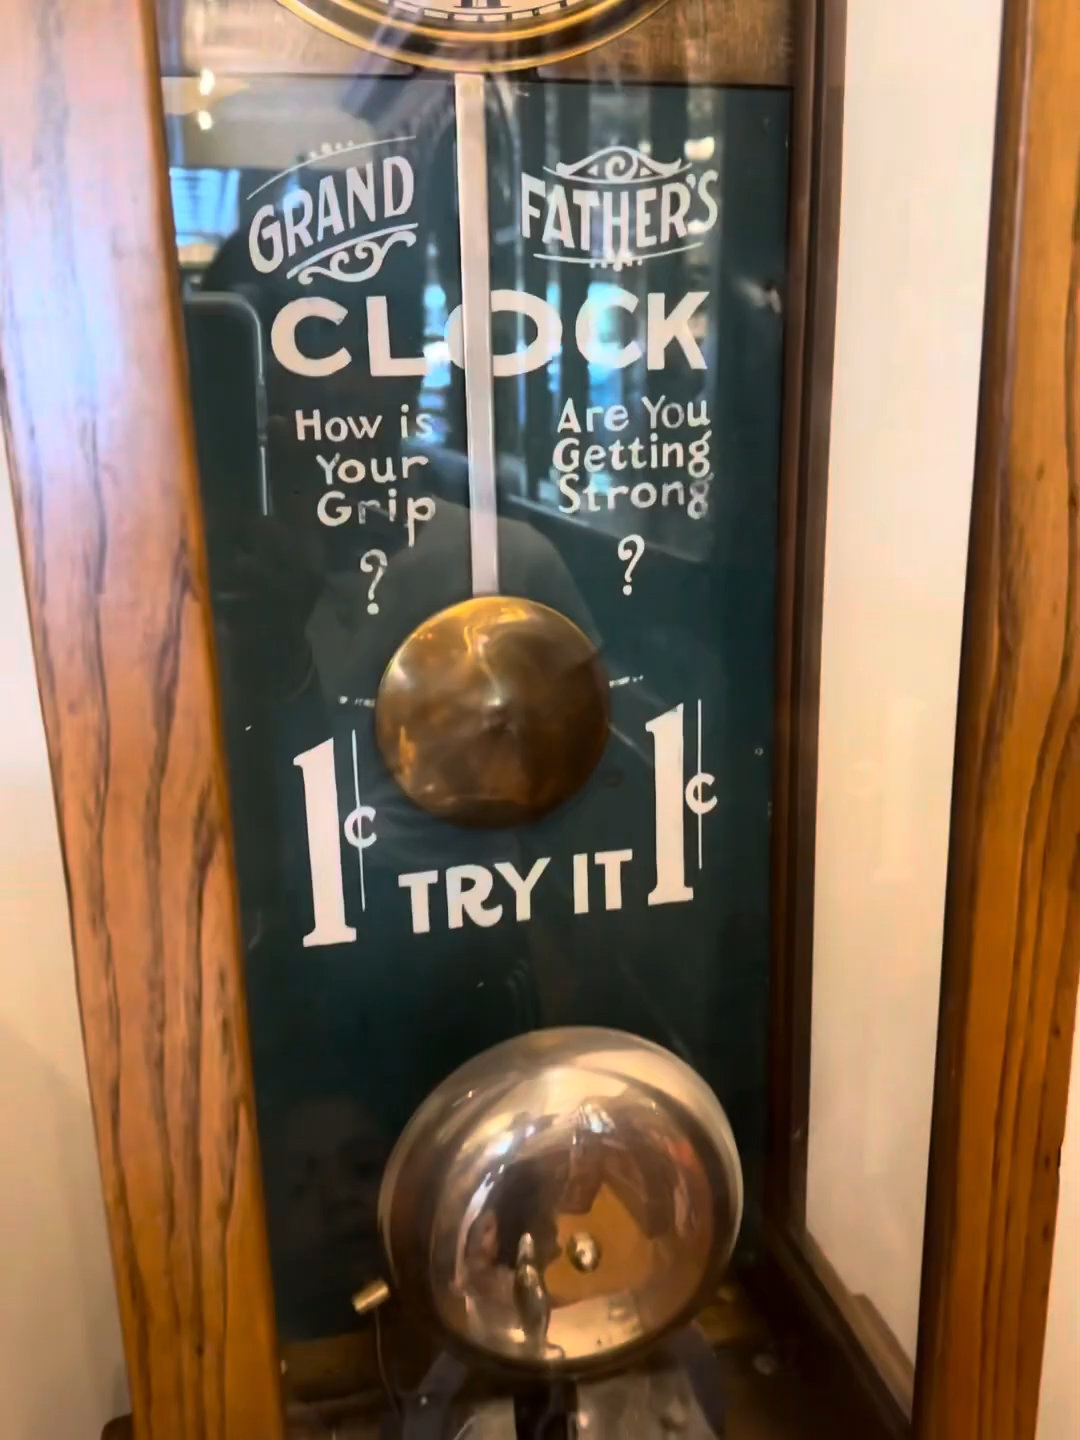 GRAND FATHER'S
CLOCK
How is
Your
Grip
?
Are You
Getting
Strong
?
1¢ TRY IT 1¢